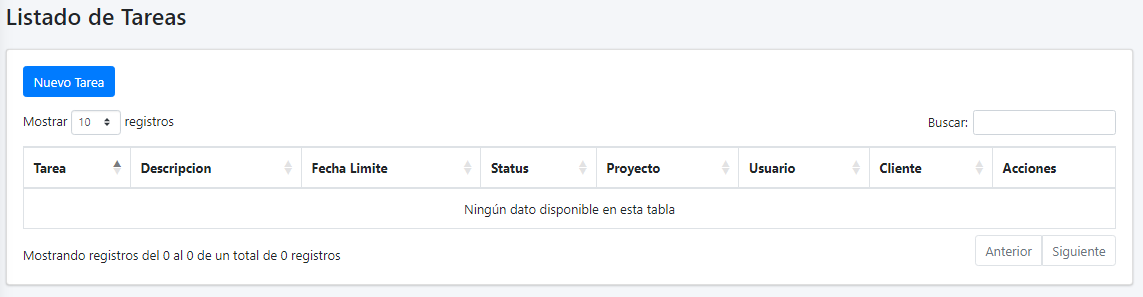 Listado de Tareas
Nuevo Tarea
Mostrar 10 registros Buscar:
Tarea Descripcion Fecha Limite Status Proyecto Usuario Cliente Acciones
Ningún dato disponible en esta tabla
Mostrando registros del 0 al 0 de un total de 0 registros Anterior Siguiente